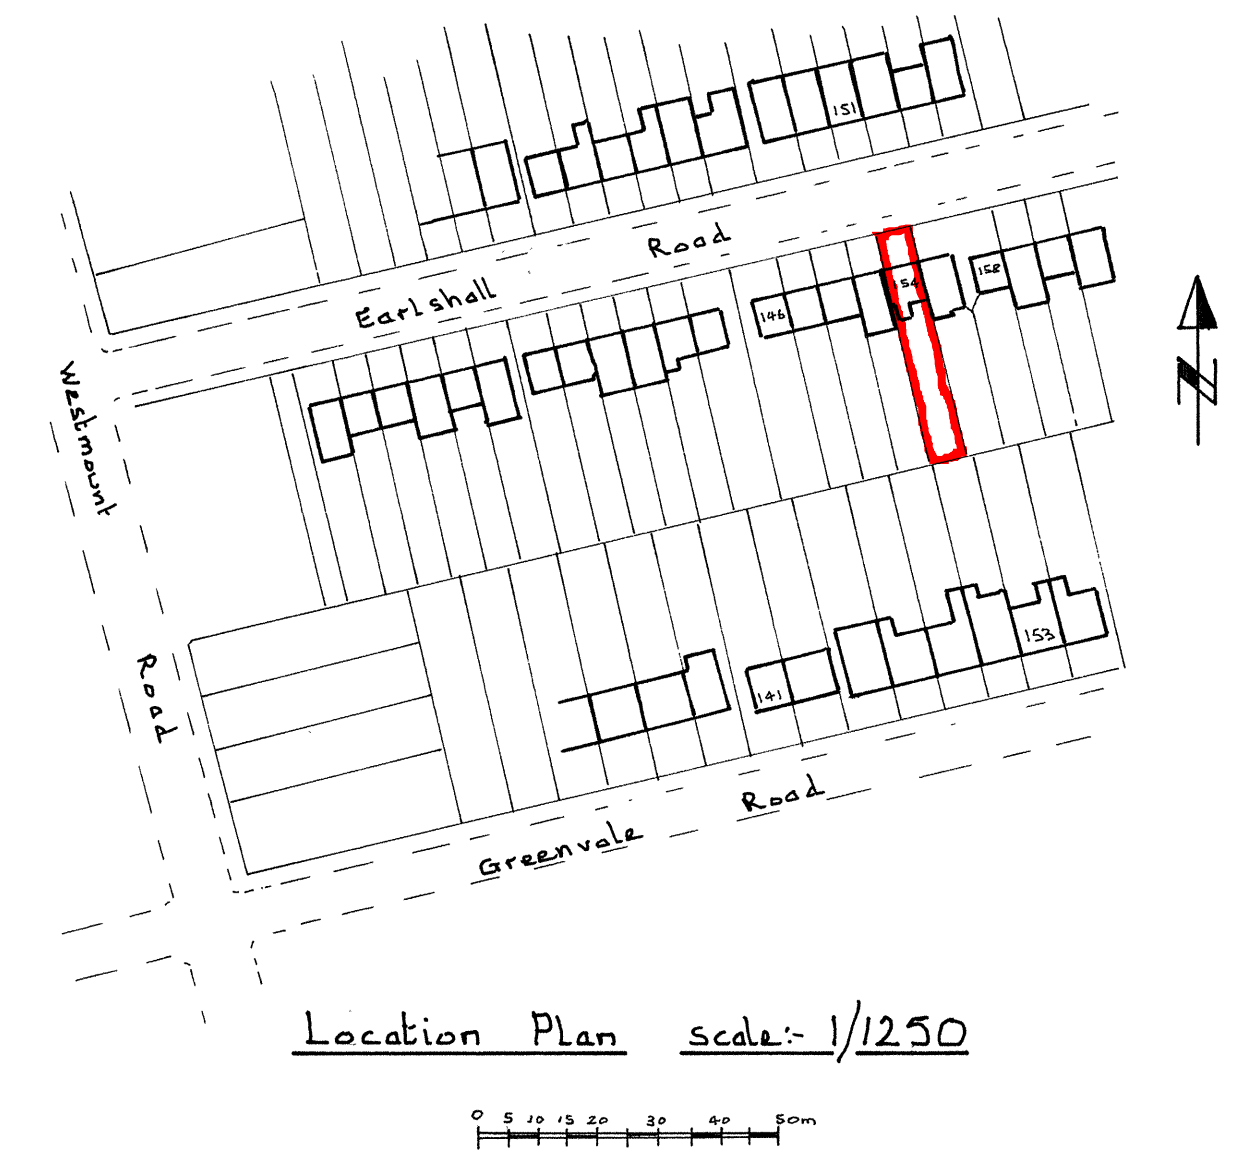 151
Earlshall Road
146
154
158
Westmount Road
141
153
Greenvale Road
N
Location Plan scale:- 1/1250
0 5 10 15 20 30 40 50m